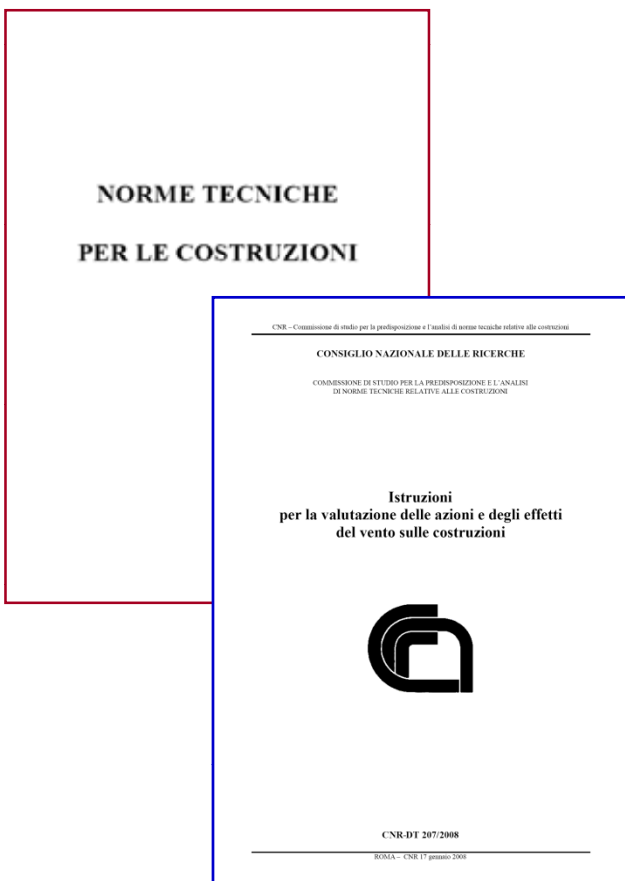 NORME TECNICHE
PER LE COSTRUZIONI
CNR – Commissione di studio per la predisposizione e l'analisi di norme tecniche relative alle costruzioni
CONSIGLIO NAZIONALE DELLE RICERCHE
COMMISSIONE DI STUDIO PER LA PREDISPOSIZIONE E L'ANALISI
DI NORME TECNICHE RELATIVE ALLE COSTRUZIONI
Istruzioni
per la valutazione delle azioni e degli effetti
del vento sulle costruzioni
CNR-DT 207/2008
ROMA – CNR 17 gennaio 2008